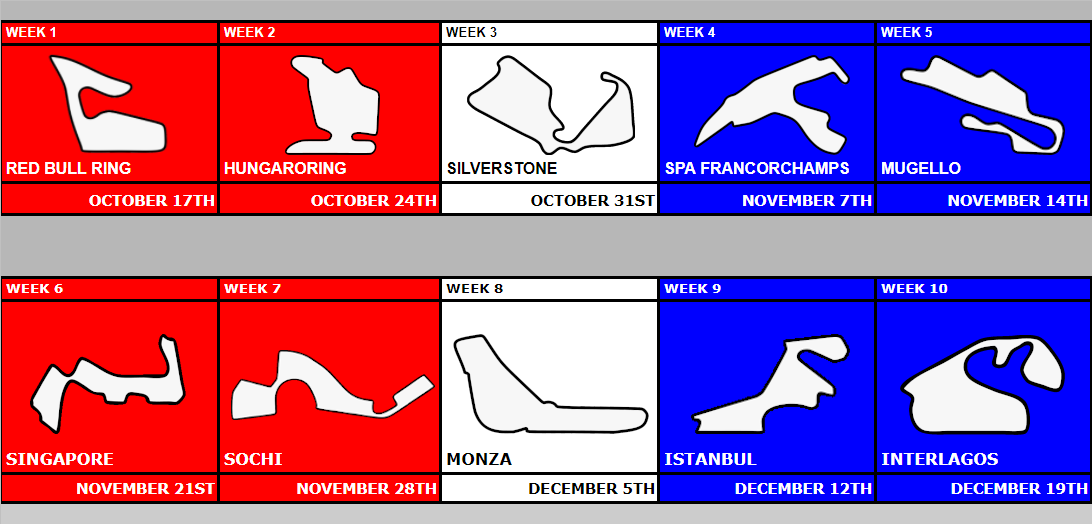 WEEK 1
RED BULL RING
OCTOBER 17TH
WEEK 2
HUNGARORING
OCTOBER 24TH
WEEK 3
SILVERSTONE
OCTOBER 31ST
WEEK 4
SPA FRANCORCHAMPS
NOVEMBER 7TH
WEEK 5
MUGELLO
NOVEMBER 14TH
WEEK 6
SINGAPORE
NOVEMBER 21ST
WEEK 7
SOCHI
NOVEMBER 28TH
WEEK 8
MONZA
DECEMBER 5TH
WEEK 9
ISTANBUL
DECEMBER 12TH
WEEK 10
INTERLAGOS
DECEMBER 19TH